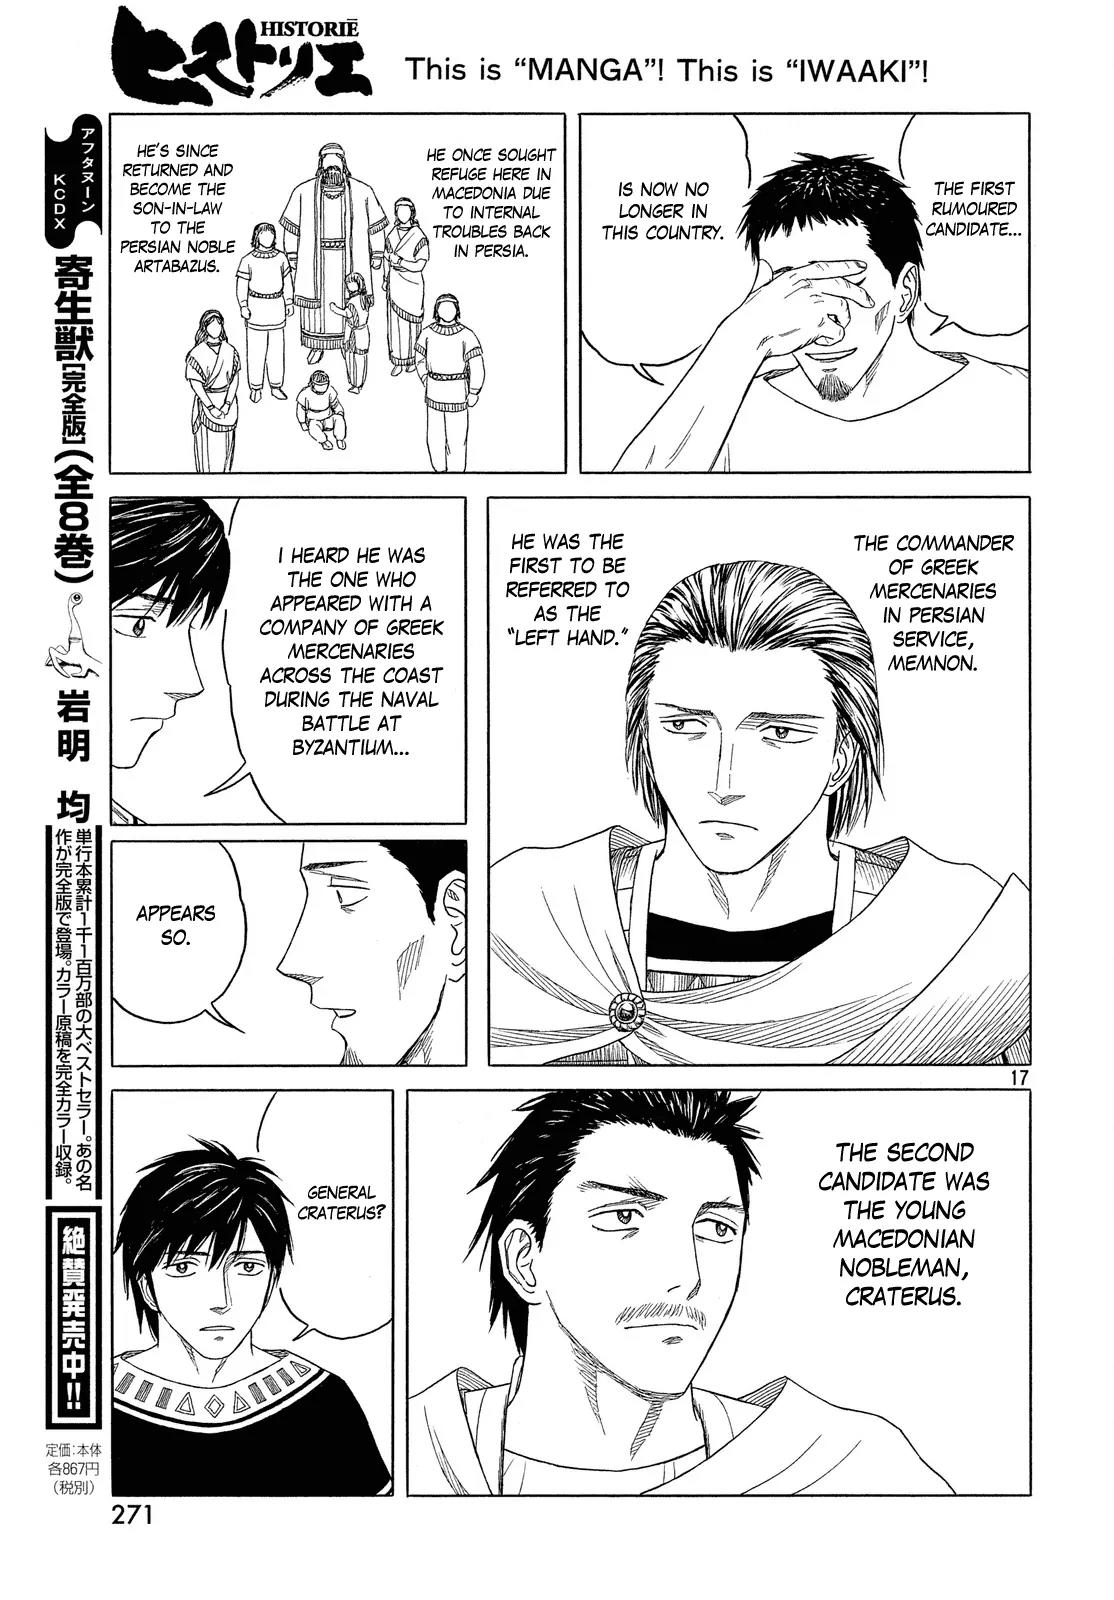 HISTORIĒ
ヒストリエ
This is “MANGA”! This is “IWAAKI”!
THE FIRST
RUMOURED
CANDIDATE...
IS NOW NO
LONGER IN
THIS COUNTRY.
HE ONCE SOUGHT
REFUGE HERE IN
MACEDONIA DUE
TO INTERNAL
TROUBLES BACK
IN PERSIA.
HE'S SINCE
RETURNED AND
BECOME THE
SON-IN-LAW
TO THE
PERSIAN NOBLE
ARTABAZUS.
THE COMMANDER
OF GREEK
MERCENARIES
IN PERSIAN
SERVICE,
MEMNON.
HE WAS THE
FIRST TO BE
REFERRED TO
AS THE
“LEFT HAND.”
I HEARD HE WAS
THE ONE WHO
APPEARED WITH A
COMPANY OF GREEK
MERCENARIES
ACROSS THE COAST
DURING THE NAVAL
BATTLE AT
BYZANTIUM...
APPEARS
SO.
17
THE SECOND
CANDIDATE WAS
THE YOUNG
MACEDONIAN
NOBLEMAN,
CRATERUS.
GENERAL
CRATERUS?
アフタヌーン
KCDX
寄生獣[完全版](全8巻)
岩明 均
単行本累計1千1百万部の大ベストセラー。あの名
作が完全版で登場。カラー原稿を完全カラー収録。
絶賛発売中!!
定価:本体
各867円
(税別)
271